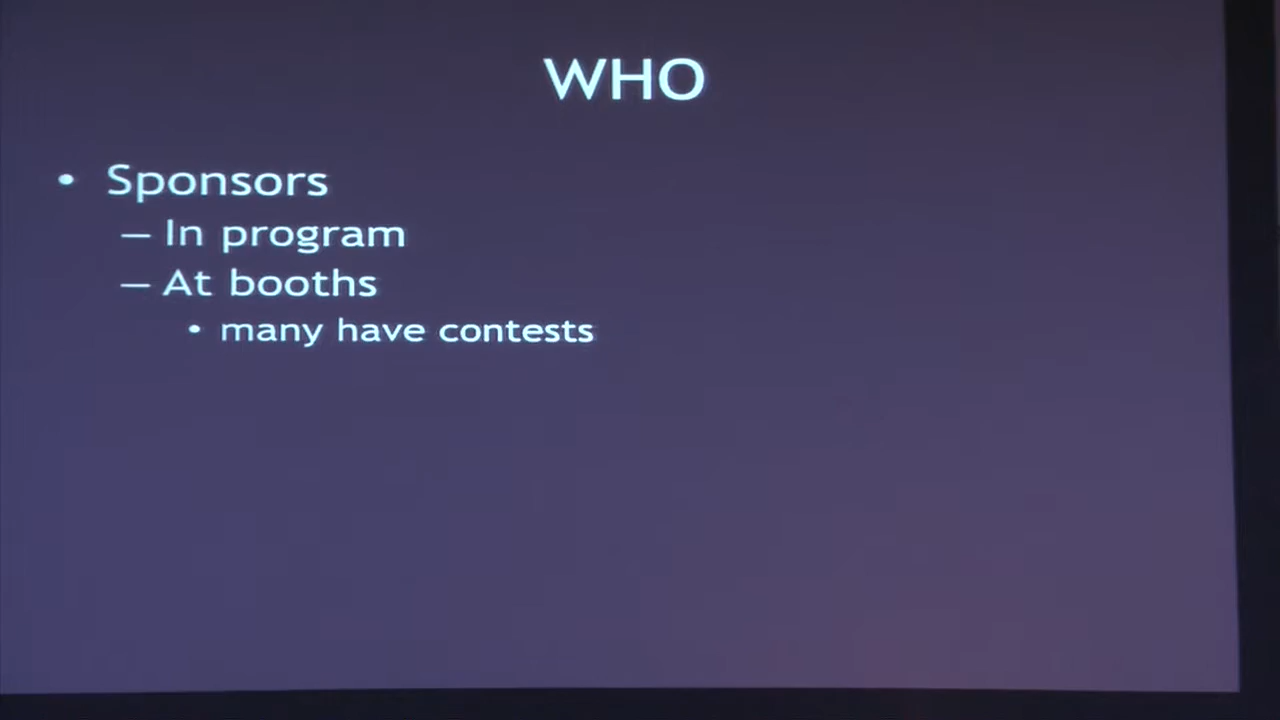 WHO
• Sponsors
– In program
– At booths
• many have contests